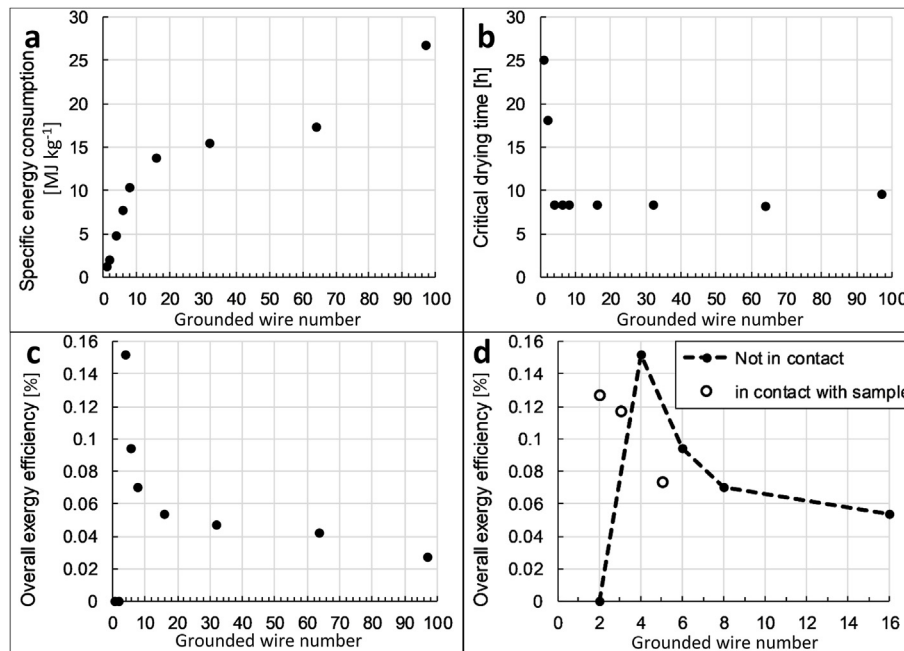 a
Specific energy consumption
[MJ kg⁻¹]
30
25
20
15
10
5
0
0 10 20 30 40 50 60 70 80 90 100
Grounded wire number
b
Critical drying time [h]
30
25
20
15
10
5
0
0 10 20 30 40 50 60 70 80 90 100
Grounded wire number
c
Overall exergy efficiency [%]
0.16
0.14
0.12
0.1
0.08
0.06
0.04
0.02
0
0 10 20 30 40 50 60 70 80 90 100
Grounded wire number
d
Overall exergy efficiency [%]
0.16
0.14
0.12
0.1
0.08
0.06
0.04
0.02
0
0 2 4 6 8 10 12 14 16
Grounded wire number
Not in contact
in contact with sample